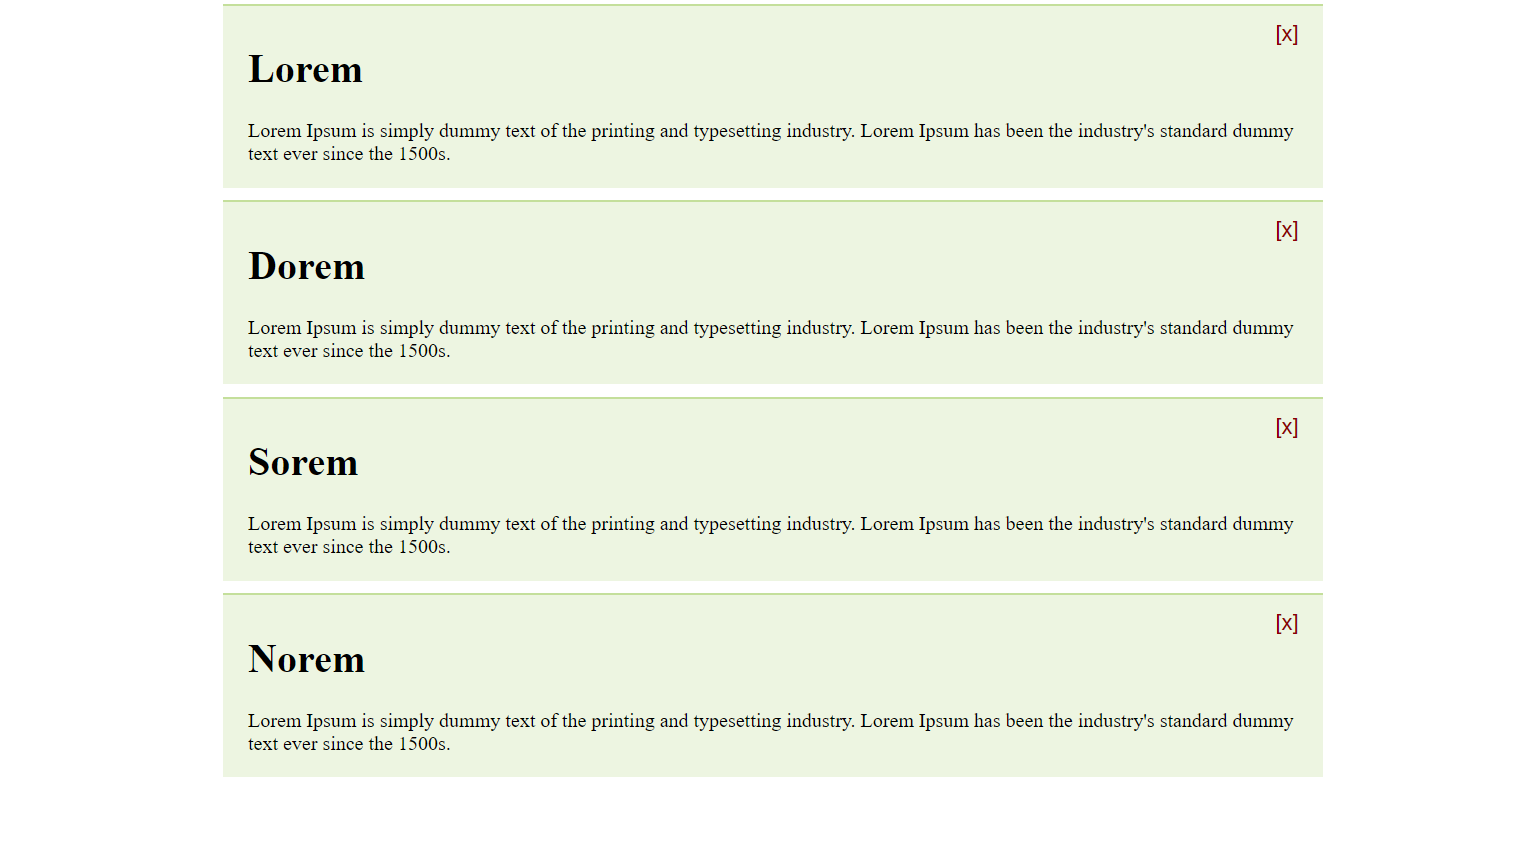 [x]
Lorem
Lorem Ipsum is simply dummy text of the printing and typesetting industry. Lorem Ipsum has been the industry's standard dummy
text ever since the 1500s.
[x]
Dorem
Lorem Ipsum is simply dummy text of the printing and typesetting industry. Lorem Ipsum has been the industry's standard dummy
text ever since the 1500s.
[x]
Sorem
Lorem Ipsum is simply dummy text of the printing and typesetting industry. Lorem Ipsum has been the industry's standard dummy
text ever since the 1500s.
[x]
Norem
Lorem Ipsum is simply dummy text of the printing and typesetting industry. Lorem Ipsum has been the industry's standard dummy
text ever since the 1500s.